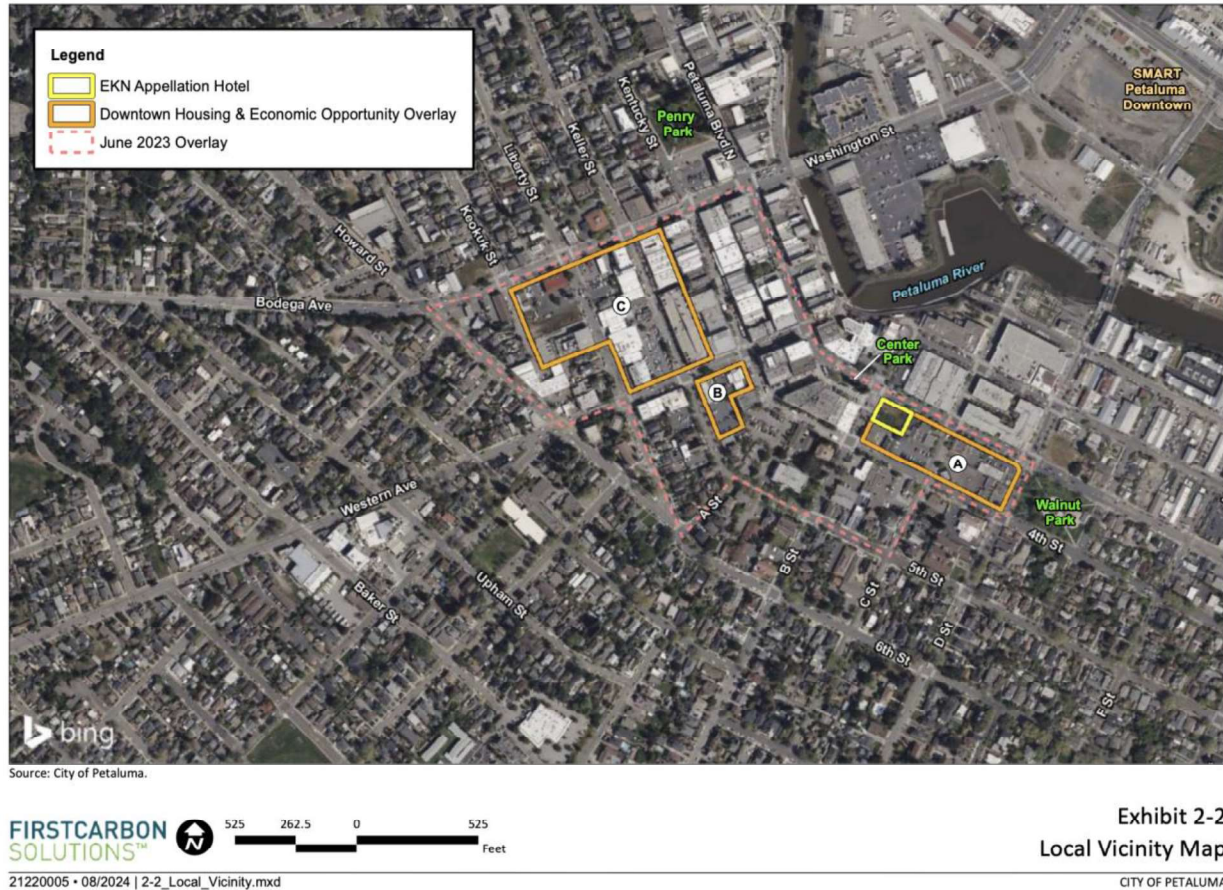 Legend
EKN Appellation Hotel
Downtown Housing & Economic Opportunity Overlay
June 2023 Overlay
SMART
Petaluma
Downtown
Penry
Park
Petaluma Blvd N
Kentucky St
Keller St
Liberty St
Keokuk St
Howard St
Washington St
Bodega Ave
Petaluma River
Center
Park
C
B
A
Walnut
Park
4th St
Western Ave
A St
B St
C St
5th St
D St
6th St
F St
Baker St
Upham St
bing
Source: City of Petaluma.
FIRSTCARBON
SOLUTIONS™
N
525 262.5 0 525
Feet
Exhibit 2-2
Local Vicinity Map
21220005 • 08/2024 | 2-2_Local_Vicinity.mxd
CITY OF PETALUMA